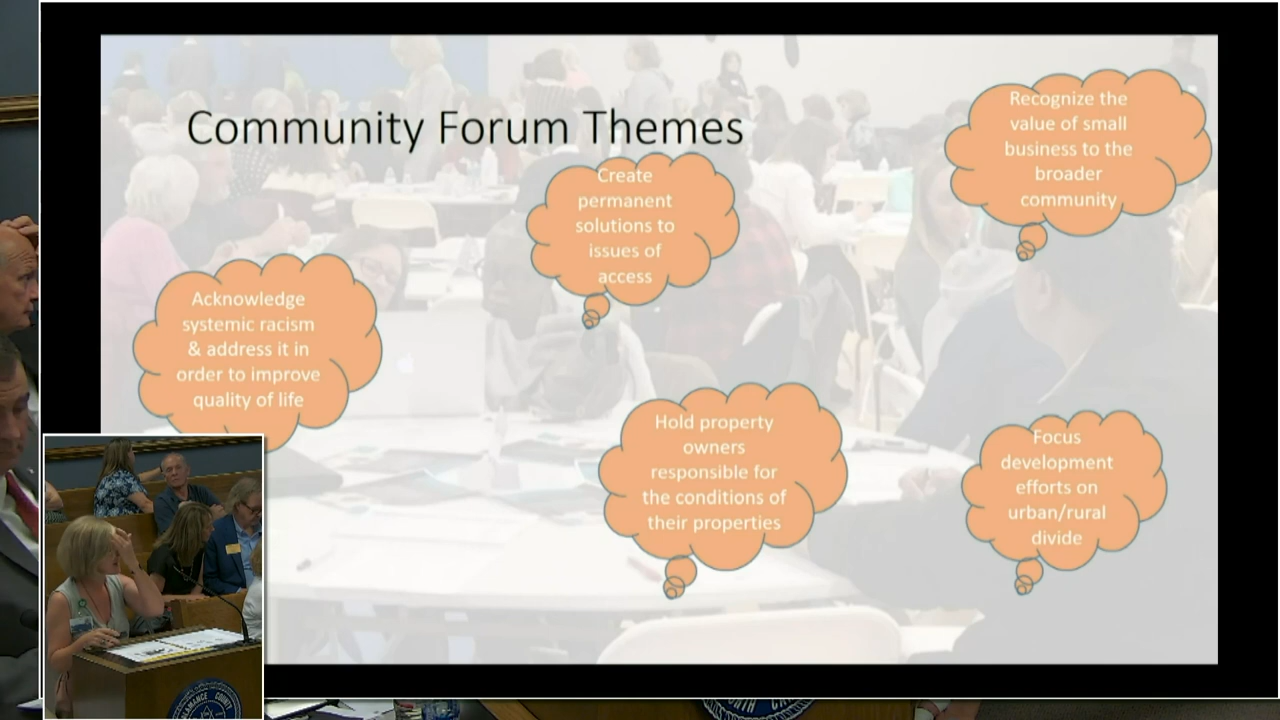 Community Forum Themes
Recognize the
value of small
business to the
broader
community
Create
permanent
solutions to
issues of
access
Acknowledge
systemic racism
& address it in
order to improve
quality of life
Hold property
owners
responsible for
the conditions of
their properties
Focus
development
efforts on
urban/rural
divide
COUNTY